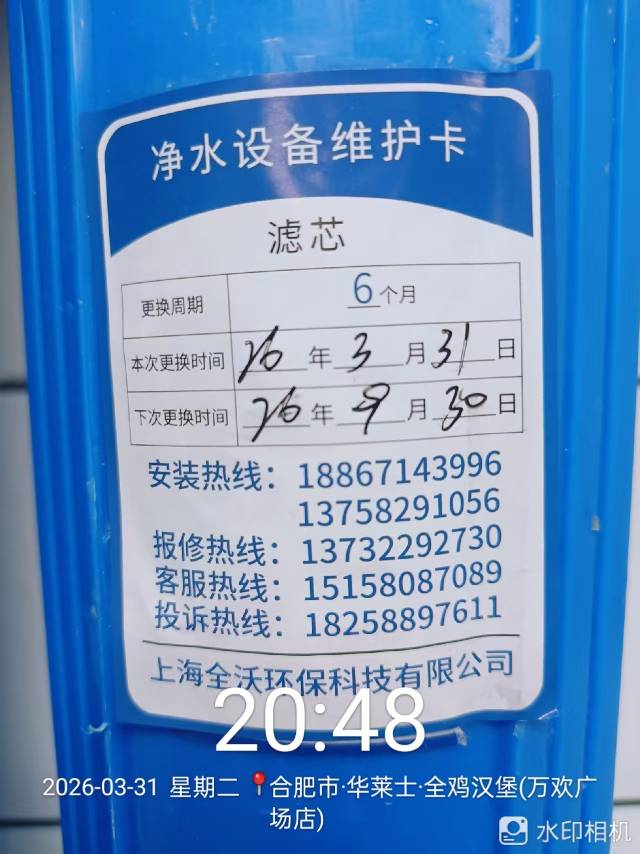 净水设备维护卡
滤芯
更换周期 6个月
本次更换时间 26年3月31日
下次更换时间 26年9月30日
安装热线：18867143996
13758291056
报修热线：13732292730
客服热线：15158087089
投诉热线：18258897611
上海全沃环保科技有限公司
20:48
2026-03-31 星期二 合肥市·华莱士·全鸡汉堡(万欢广
场店)
水印相机